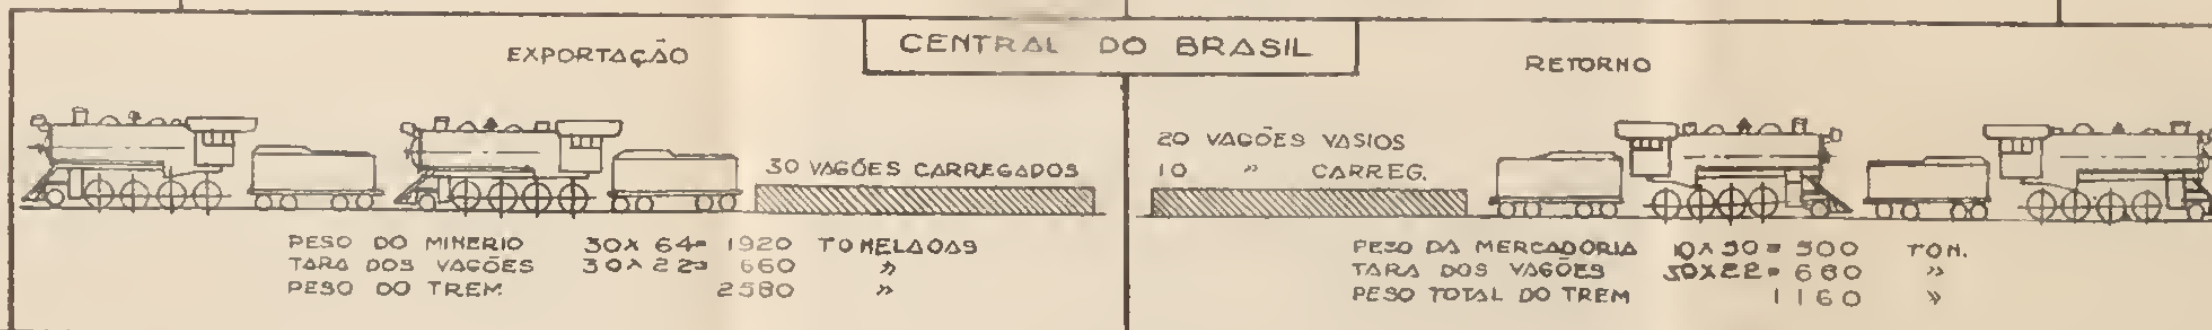 CENTRAL DO BRASIL
EXPORTAÇÃO
30 VAGÕES CARREGADOS
PESO DO MINERIO 30X 64= 1920 TONELADAS
TARA DOS VAGÕES 30X 22= 660 »
PESO DO TREM 2580 »
RETORNO
20 VAGÕES VASIOS
10 » CARREG.
PESO DA MERCADORIA 10X50= 500 TON.
TARA DOS VAGÕES 30X22= 660 »
PESO TOTAL DO TREM 1160 »